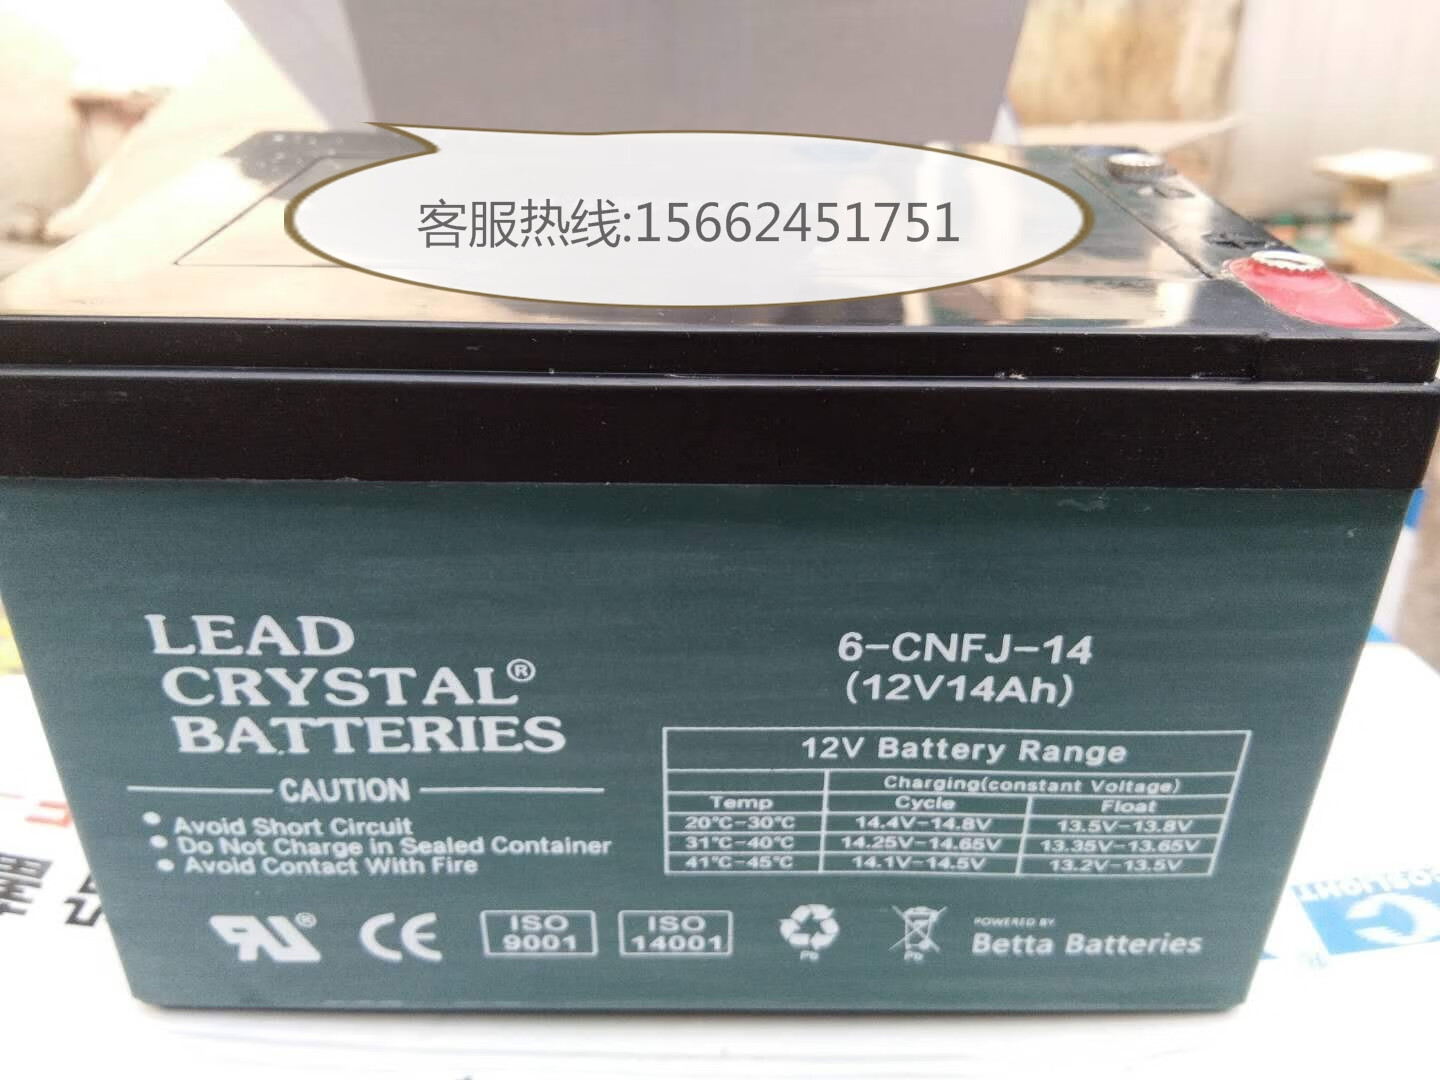 客服热线:15662451751
LEAD
CRYSTAL®
BATTERIES
CAUTION
• Avoid Short Circuit
• Do Not Charge in Sealed Container
• Avoid Contact With Fire
6-CNFJ-14
(12V14Ah)
12V Battery Range
Charging(constant Voltage)
Temp Cycle Float
20°C-30°C 14.4V-14.8V 13.5V-13.8V
31°C-40°C 14.25V-14.65V 13.35V-13.65V
41°C-45°C 14.1V-14.5V 13.2V-13.5V
® CE
ISO
9001
ISO
14001
Pb
Pb
POWERED BY
Betta Batteries
COSLIGHT
®